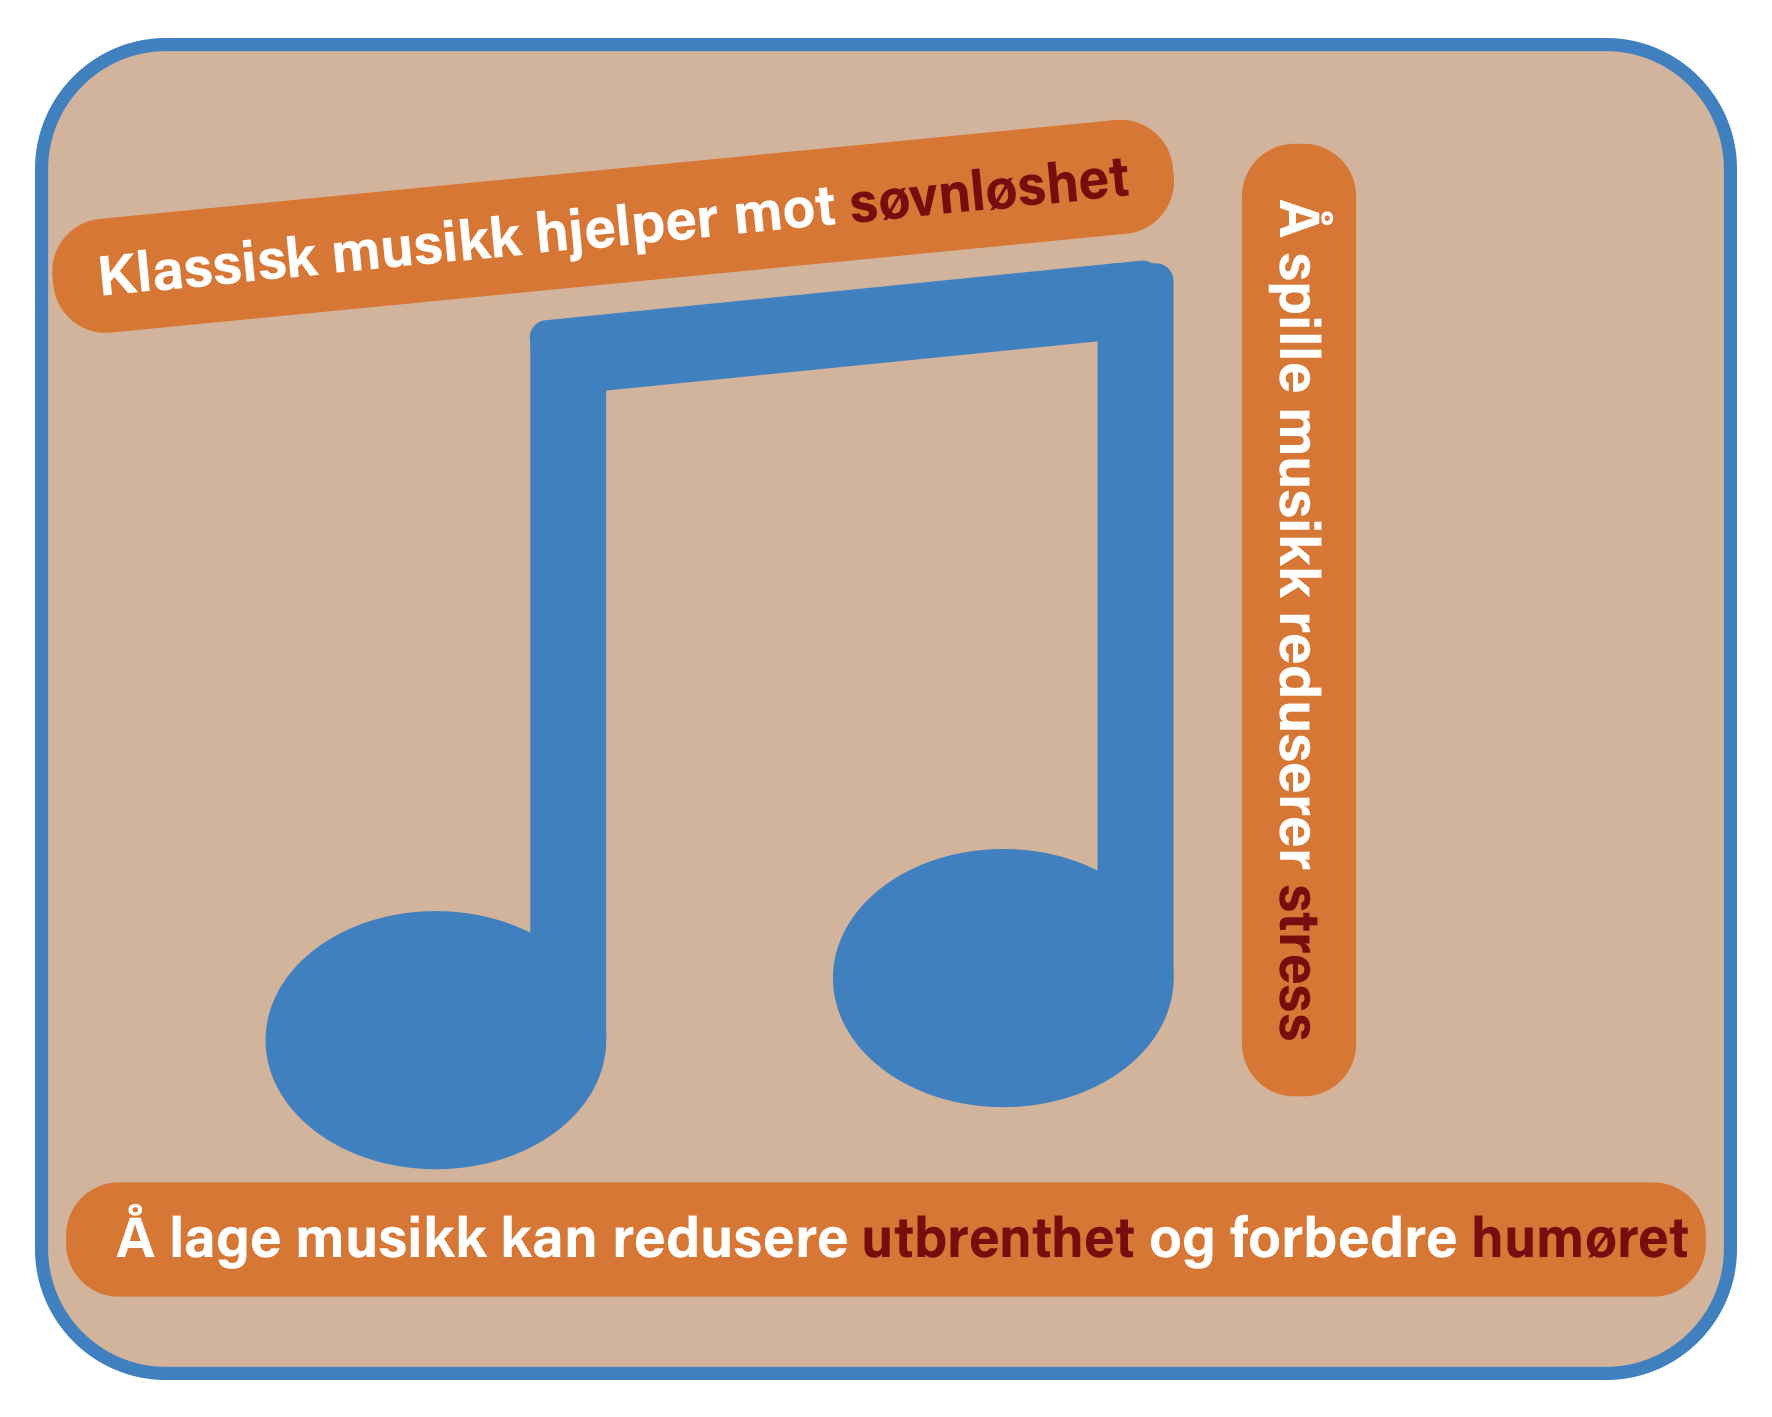 Klassisk musikk hjelper mot søvnløshet
Å spille musikk reduserer stress
Å lage musikk kan redusere utbrenthet og forbedre humøret